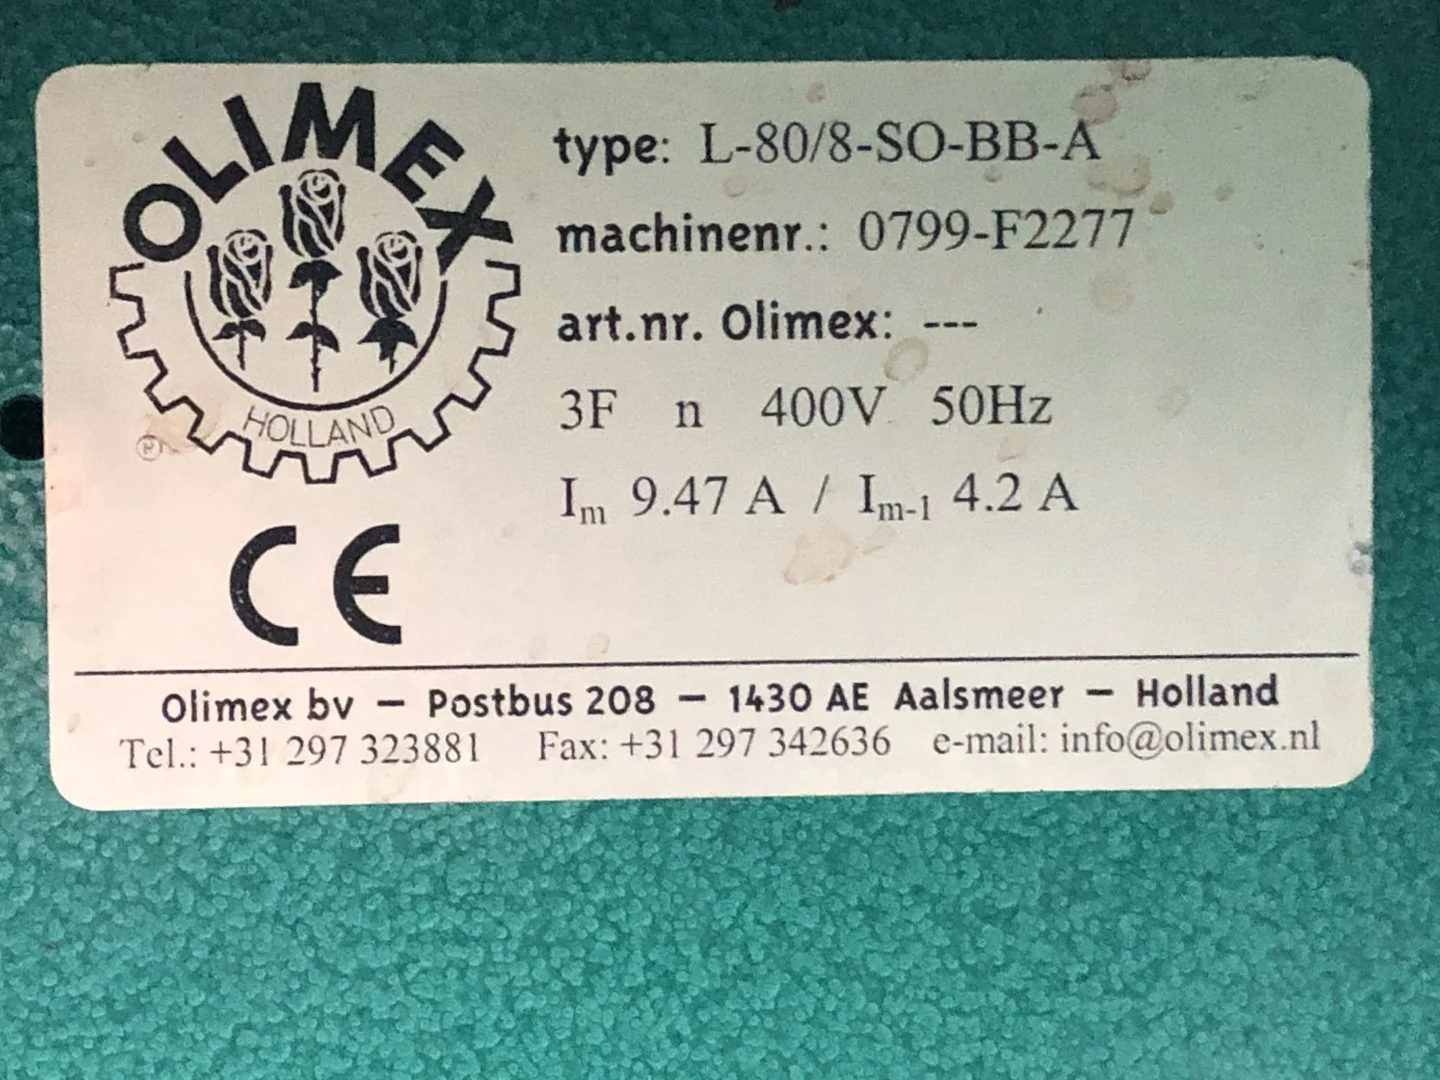 OLIMEX
HOLLAND
CE
type: L-80/8-SO-BB-A
machinenr.: 0799-F2277
art.nr. Olimex: ---
3F n 400V 50Hz
Im 9.47 A / Im-1 4.2 A
Olimex bv – Postbus 208 – 1430 AE Aalsmeer – Holland
Tel.: +31 297 323881 Fax: +31 297 342636 e-mail: info@olimex.nl